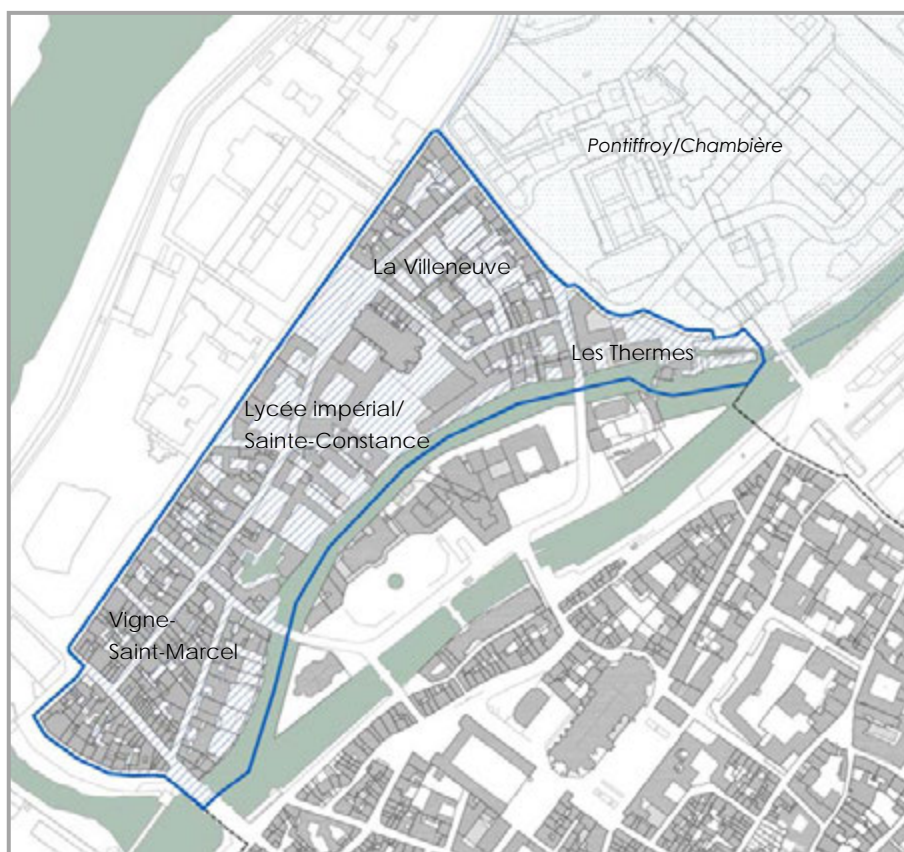 Pontiffroy/Chambière
La Villeneuve
Les Thermes
Lycée impérial/
Sainte-Constance
Vigne-
Saint-Marcel